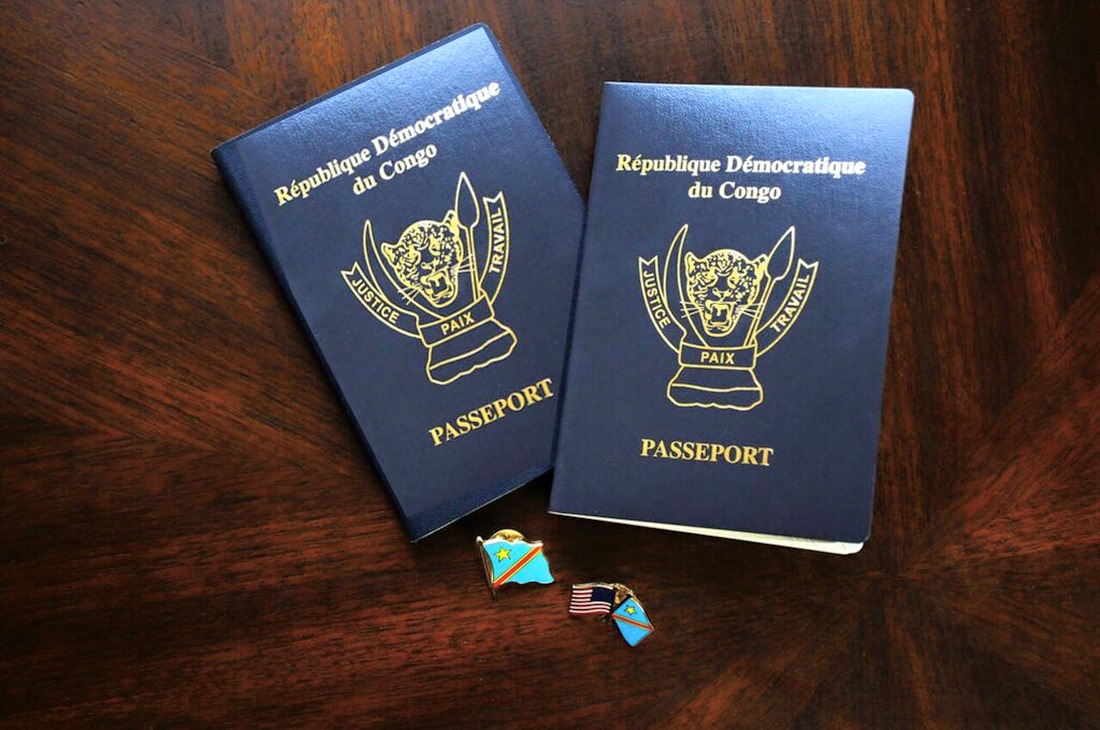 République Démocratique
du Congo
JUSTICE
PAIX
TRAVAIL
PASSEPORT
République Démocratique
du Congo
JUSTICE
PAIX
TRAVAIL
PASSEPORT